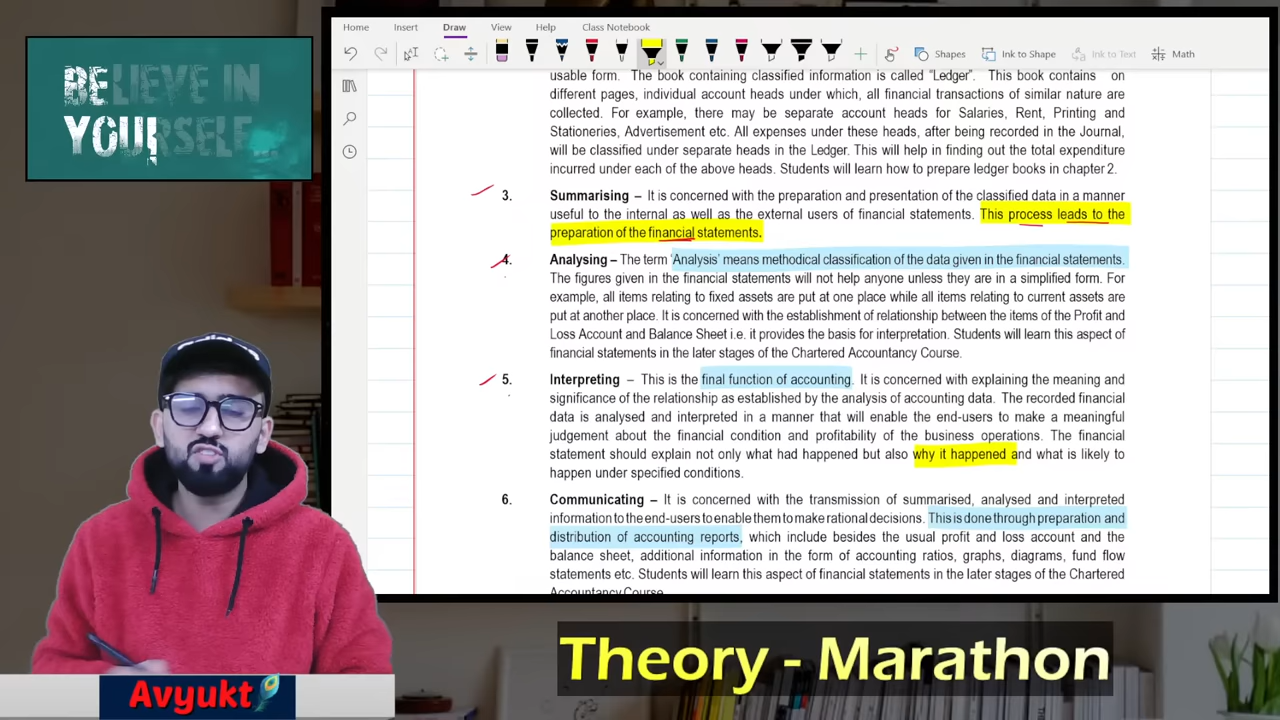 BELIEVE IN
YOURSELF
Home Insert Draw View Help Class Notebook
Shapes Ink to Shape Ink to Text Math
usable form. The book containing classified information is called “Ledger”. This book contains on
different pages, individual account heads under which, all financial transactions of similar nature are
collected. For example, there may be separate account heads for Salaries, Rent, Printing and
Stationeries, Advertisement etc. All expenses under these heads, after being recorded in the Journal,
will be classified under separate heads in the Ledger. This will help in finding out the total expenditure
incurred under each of the above heads. Students will learn how to prepare ledger books in chapter 2.
3. Summarising – It is concerned with the preparation and presentation of the classified data in a manner
useful to the internal as well as the external users of financial statements. This process leads to the
preparation of the financial statements.
4. Analysing – The term ‘Analysis’ means methodical classification of the data given in the financial statements.
The figures given in the financial statements will not help anyone unless they are in a simplified form. For
example, all items relating to fixed assets are put at one place while all items relating to current assets are
put at another place. It is concerned with the establishment of relationship between the items of the Profit and
Loss Account and Balance Sheet i.e. it provides the basis for interpretation. Students will learn this aspect of
financial statements in the later stages of the Chartered Accountancy Course.
5. Interpreting – This is the final function of accounting. It is concerned with explaining the meaning and
significance of the relationship as established by the analysis of accounting data. The recorded financial
data is analysed and interpreted in a manner that will enable the end-users to make a meaningful
judgement about the financial condition and profitability of the business operations. The financial
statement should explain not only what had happened but also why it happened and what is likely to
happen under specified conditions.
6. Communicating – It is concerned with the transmission of summarised, analysed and interpreted
information to the end-users to enable them to make rational decisions. This is done through preparation and
distribution of accounting reports, which include besides the usual profit and loss account and the
balance sheet, additional information in the form of accounting ratios, graphs, diagrams, fund flow
statements etc. Students will learn this aspect of financial statements in the later stages of the Chartered
Accountancy Course.
Theory - Marathon
Avyukt